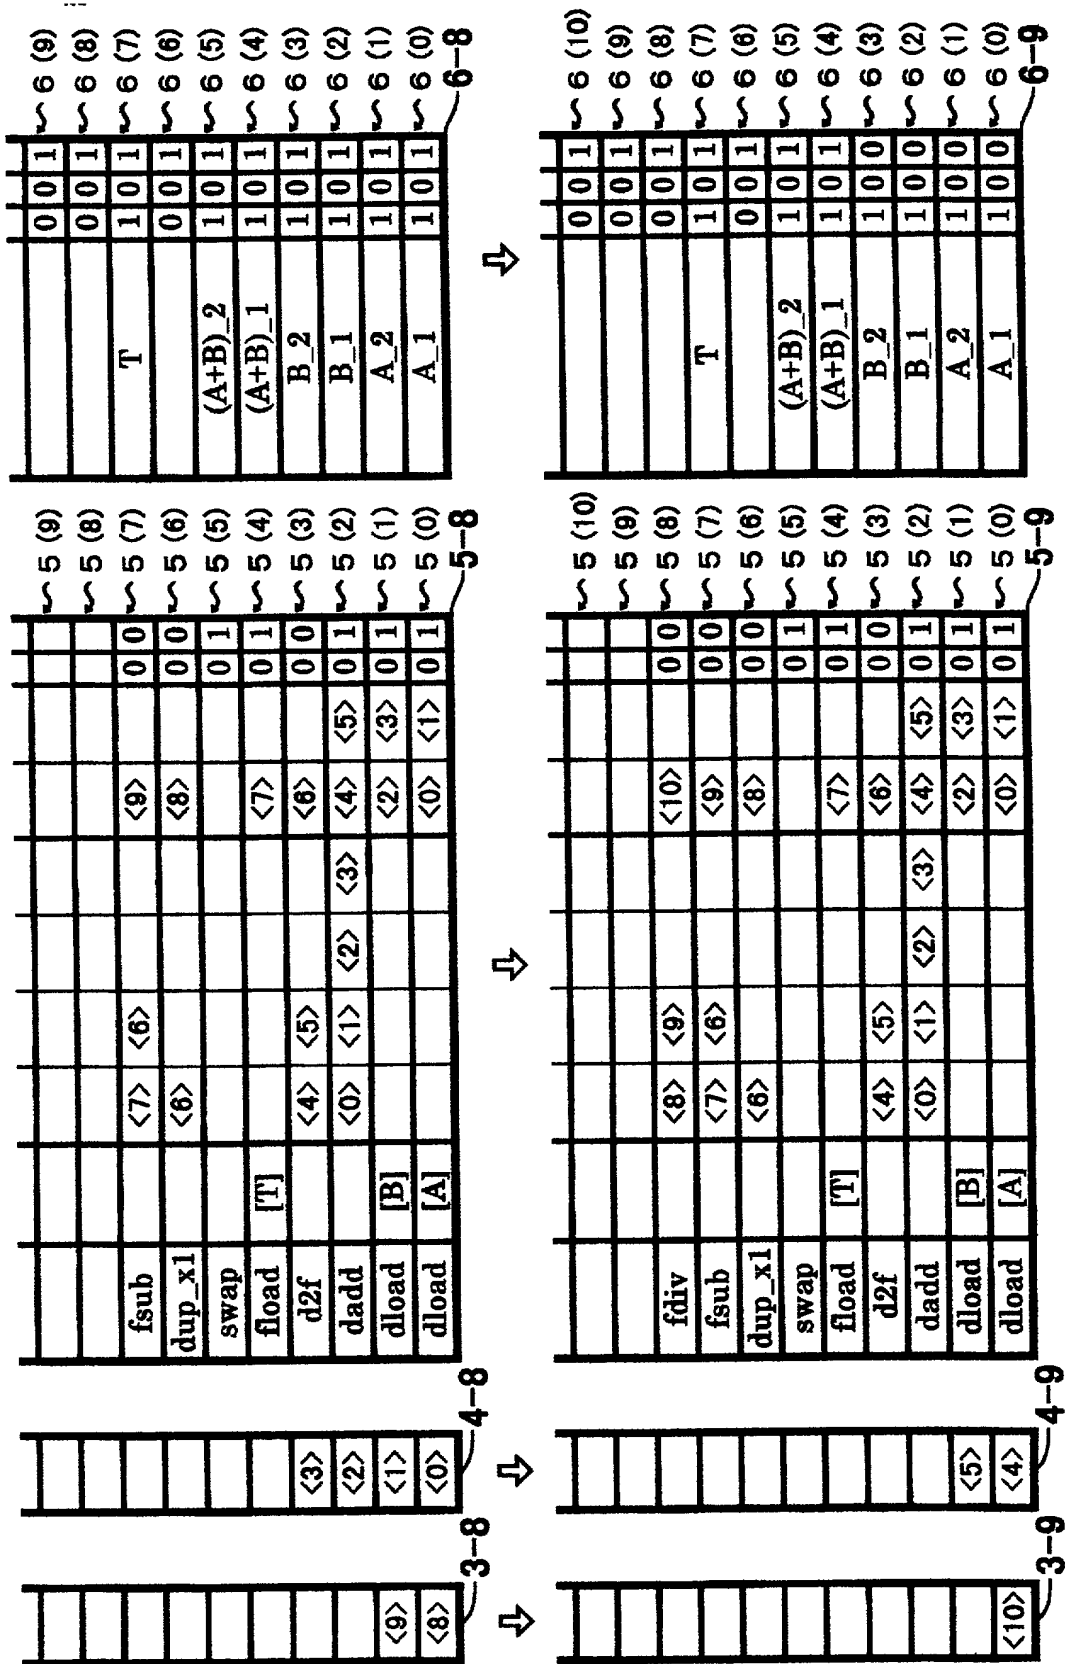 5 (9) 0 0 1 6 (9)
5 (8) 0 0 1 6 (8)
fsub <7> <6> <9> 0 0 5 (7) T 1 0 1 6 (7)
dup_x1 <6> <8> 0 0 5 (6) 0 0 1 6 (6)
swap 0 1 5 (5) (A+B)_2 1 0 1 6 (5)
fload [T] <7> 0 1 5 (4) (A+B)_1 1 0 1 6 (4)
<3> d2f <4> <5> <6> 0 0 5 (3) B_2 1 0 1 6 (3)
<2> dadd <0> <1> <2> <3> <4> <5> 0 1 5 (2) B_1 1 0 1 6 (2)
<9> <1> dload [B] <2> <3> 0 1 5 (1) A_2 1 0 1 6 (1)
<8> <0> dload [A] <0> <1> 0 1 5 (0) A_1 1 0 1 6 (0)
3-8 4-8 5-8 6-8
5 (10) 0 0 1 6 (10)
5 (9) 0 0 1 6 (9)
fdiv <8> <9> <10> 0 0 5 (8) 0 0 1 6 (8)
fsub <7> <6> <9> 0 0 5 (7) T 1 0 1 6 (7)
dup_x1 <6> <8> 0 0 5 (6) 0 0 1 6 (6)
swap 0 1 5 (5) (A+B)_2 1 0 1 6 (5)
fload [T] <7> 0 1 5 (4) (A+B)_1 1 0 1 6 (4)
d2f <4> <5> <6> 0 0 5 (3) B_2 1 0 0 6 (3)
dadd <0> <1> <2> <3> <4> <5> 0 1 5 (2) B_1 1 0 0 6 (2)
<5> dload [B] <2> <3> 0 1 5 (1) A_2 1 0 0 6 (1)
<10> <4> dload [A] <0> <1> 0 1 5 (0) A_1 1 0 0 6 (0)
3-9 4-9 5-9 6-9